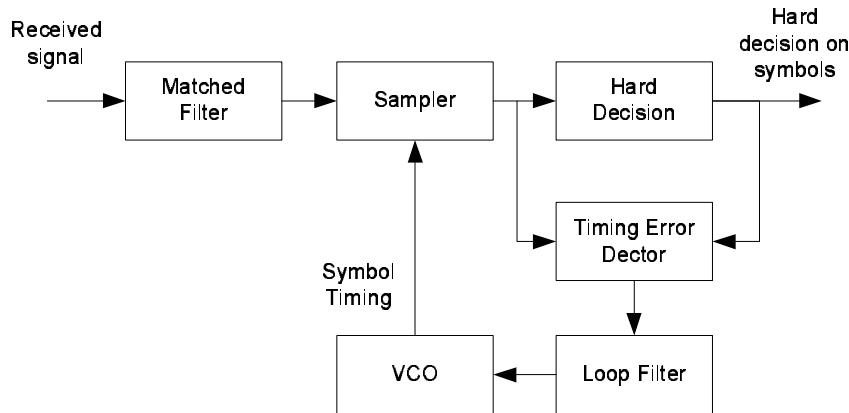 Received
signal
Matched
Filter
Sampler
Hard
Decision
Hard
decision on
symbols
Timing Error
Dector
Symbol
Timing
VCO
Loop Filter